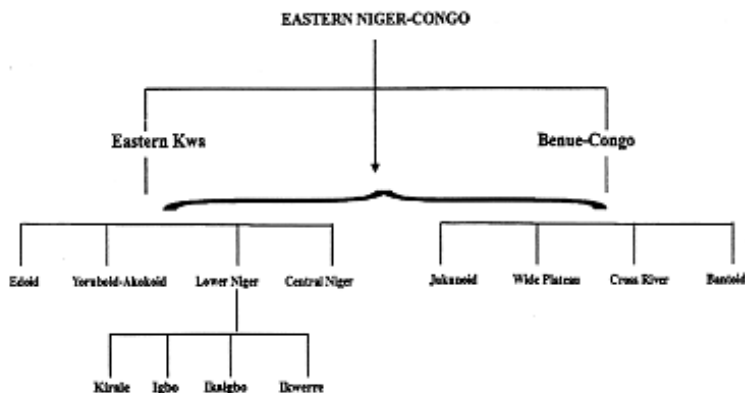 EASTERN NIGER-CONGO
Eastern Kwa Benue-Congo
Edoid Yoruboid-Akokoid Lower Niger Central Niger Jukunoid Wide Plateau Cross River Bantoid
Igbo Ikaigbo Ikwerre